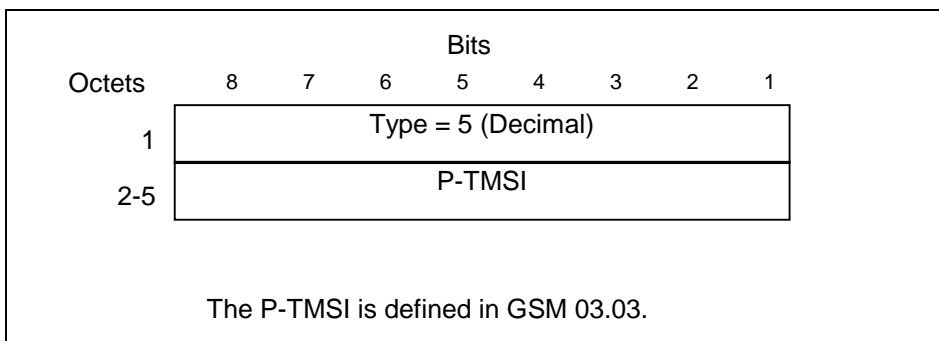 Bits
Octets 8 7 6 5 4 3 2 1
1 Type = 5 (Decimal)
2-5 P-TMSI
The P-TMSI is defined in GSM 03.03.